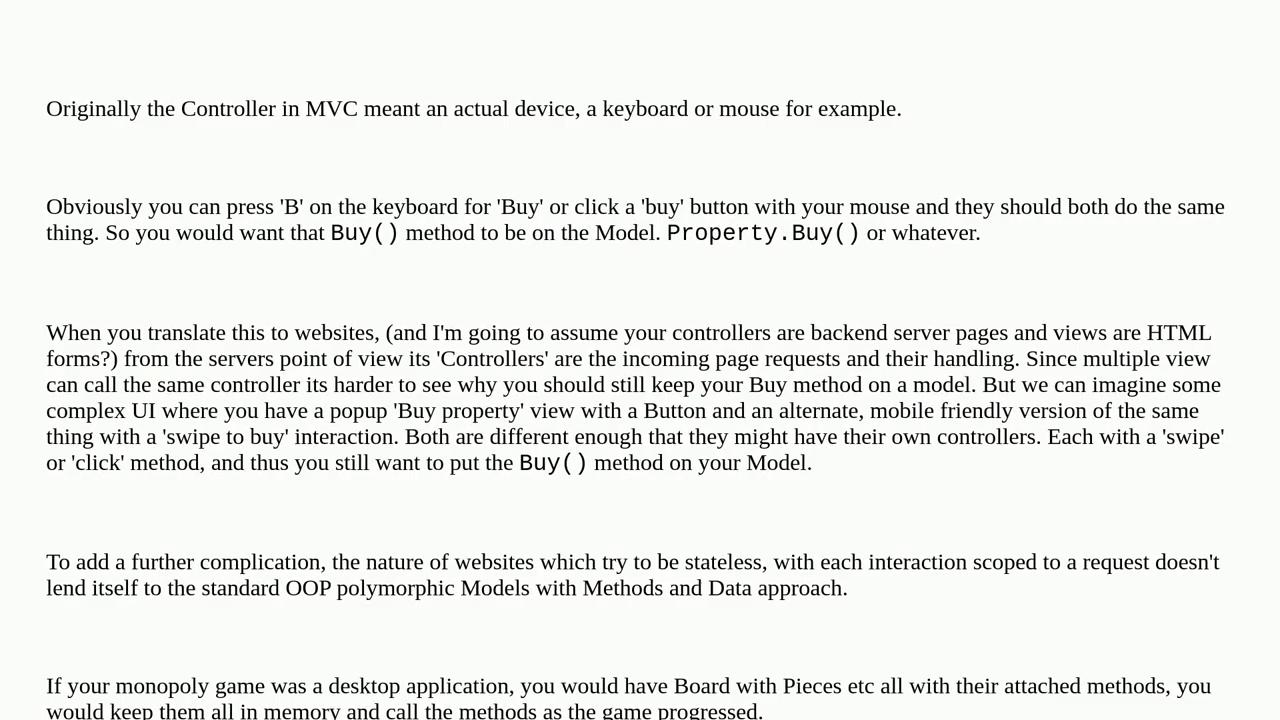 Originally the Controller in MVC meant an actual device, a keyboard or mouse for example.
Obviously you can press 'B' on the keyboard for 'Buy' or click a 'buy' button with your mouse and they should both do the same
thing. So you would want that Buy() method to be on the Model. Property.Buy() or whatever.
When you translate this to websites, (and I'm going to assume your controllers are backend server pages and views are HTML
forms?) from the servers point of view its 'Controllers' are the incoming page requests and their handling. Since multiple view
can call the same controller its harder to see why you should still keep your Buy method on a model. But we can imagine some
complex UI where you have a popup 'Buy property' view with a Button and an alternate, mobile friendly version of the same
thing with a 'swipe to buy' interaction. Both are different enough that they might have their own controllers. Each with a 'swipe'
or 'click' method, and thus you still want to put the Buy() method on your Model.
To add a further complication, the nature of websites which try to be stateless, with each interaction scoped to a request doesn't
lend itself to the standard OOP polymorphic Models with Methods and Data approach.
If your monopoly game was a desktop application, you would have Board with Pieces etc all with their attached methods, you
would keep them all in memory and call the methods as the game progressed.